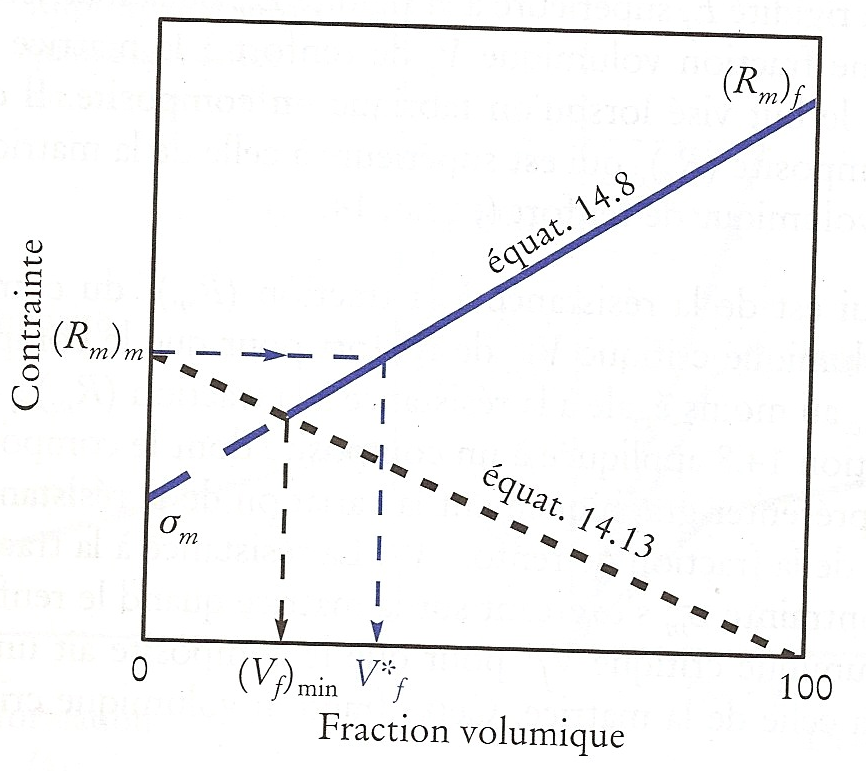 (R_m)_f
équat. 14.8
Contrainte
(R_m)_m
équat. 14.13
σ_m
0
(V_f)_min
V*_f
100
Fraction volumique